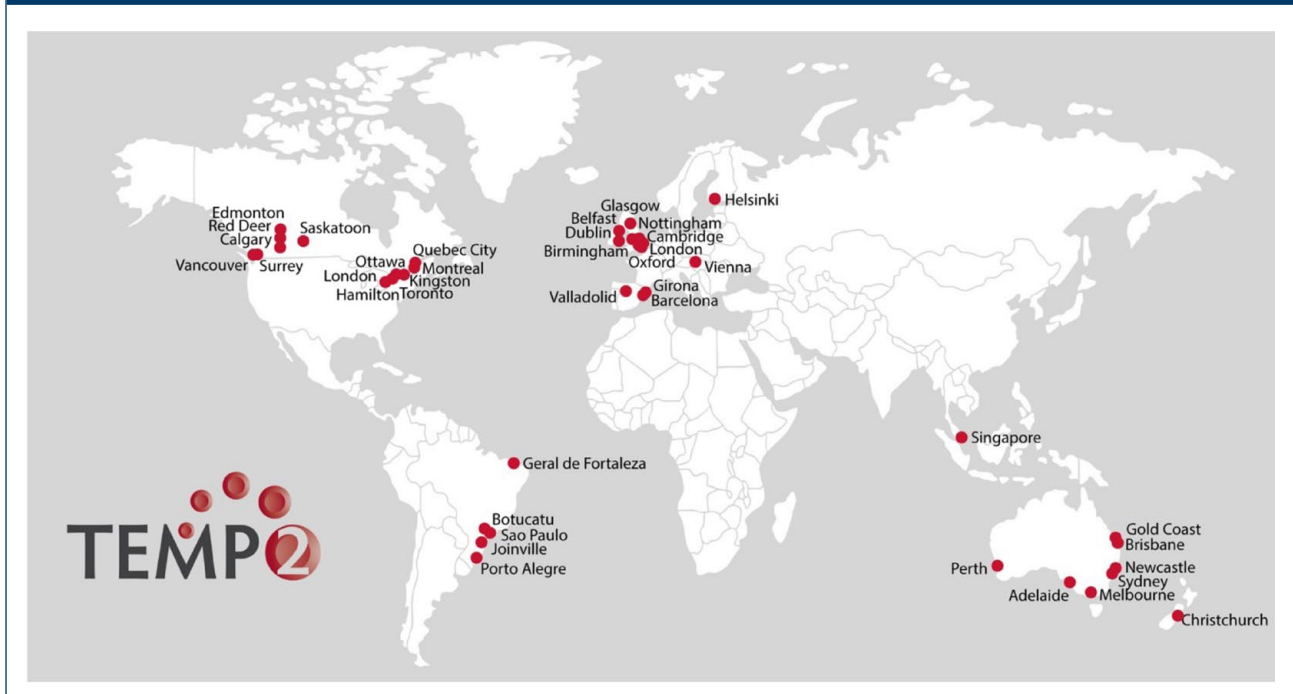 Edmonton
Red Deer
Calgary
Saskatoon
Vancouver
Surrey
Quebec City
Ottawa
Montreal
London
Kingston
Hamilton
Toronto
Glasgow
Helsinki
Belfast
Nottingham
Dublin
Cambridge
Birmingham
London
Oxford
Vienna
Valladolid
Girona
Barcelona
Singapore
Geral de Fortaleza
Botucatu
Sao Paulo
Joinville
Porto Alegre
TEMPO2
Gold Coast
Brisbane
Perth
Newcastle
Sydney
Adelaide
Melbourne
Christchurch